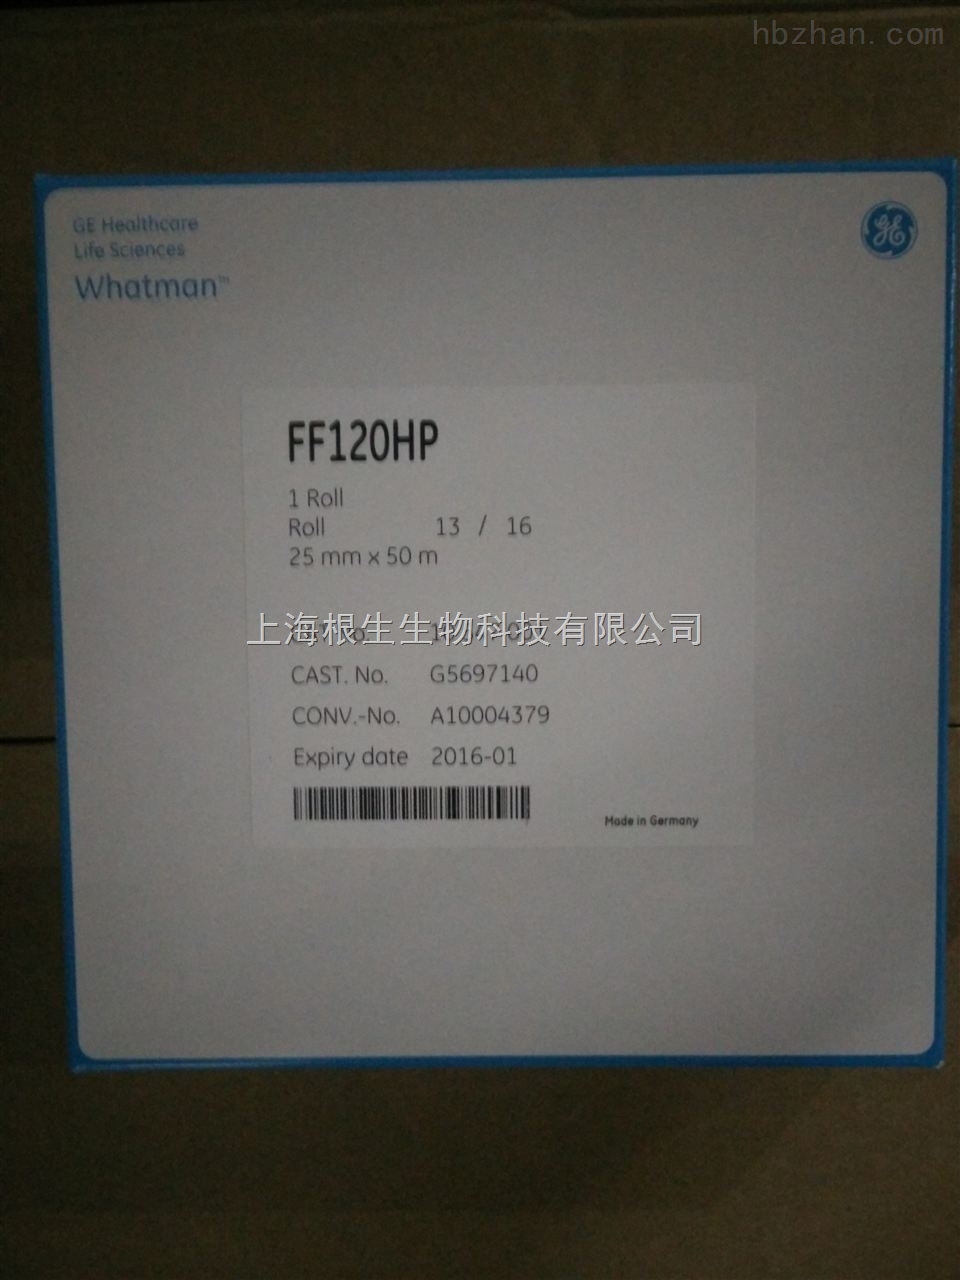 hbzhan.com
GE Healthcare
Life Sciences
Whatman™
GE
FF120HP
1 Roll
Roll 13 / 16
25 mm x 50 m
上海根生生物科技有限公司
CAST. No. G5697140
CONV.-No. A10004379
Expiry date 2016-01
Made in Germany